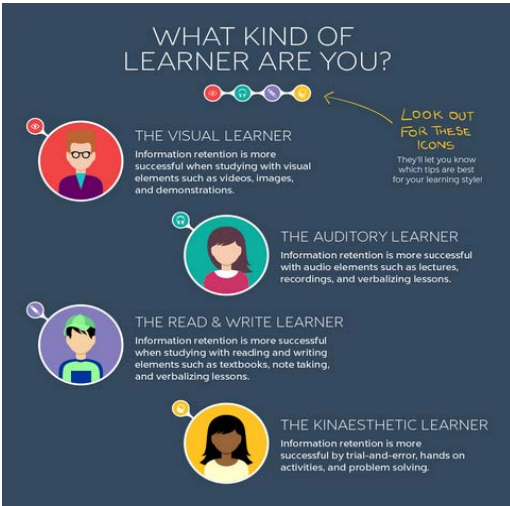 WHAT KIND OF
LEARNER ARE YOU?
LOOK OUT
FOR THESE
ICONS
They'll let you know
which tips are best
for your learning style!
THE VISUAL LEARNER
Information retention is more
successful when studying with visual
elements such as videos, images,
and demonstrations.
THE AUDITORY LEARNER
Information retention is more successful
with audio elements such as lectures,
recordings, and verbalizing lessons.
THE READ & WRITE LEARNER
Information retention is more successful
when studying with reading and writing
elements such as textbooks, note taking,
and verbalizing lessons.
THE KINAESTHETIC LEARNER
Information retention is more
successful by trial-and-error, hands on
activities, and problem solving.